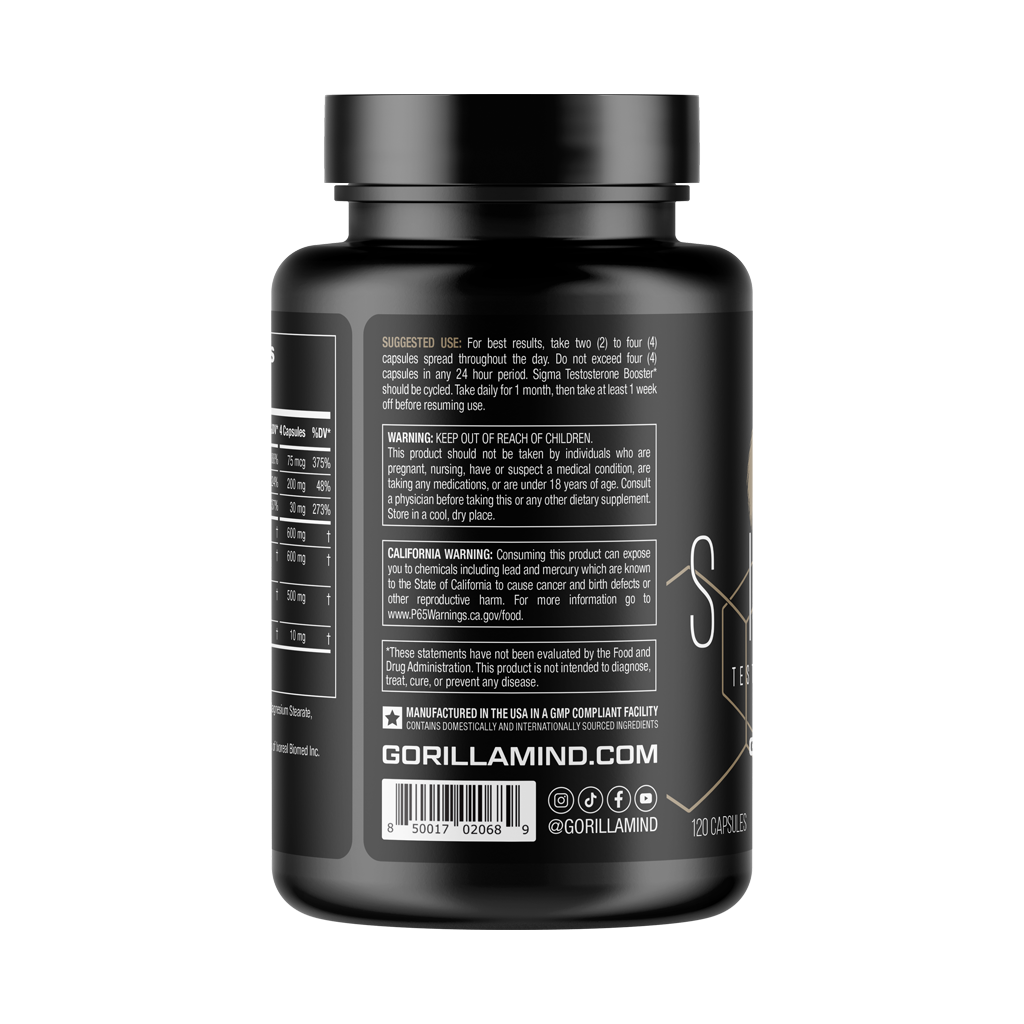 S
%DV* 4 Capsules %DV*
75 mcg 375%
200 mg 48%
30 mg 273%
† 600 mg †
† 600 mg †
† 500 mg †
† 10 mg †
Stearate,
Biomed Inc.
SUGGESTED USE: For best results, take two (2) to four (4)
capsules spread throughout the day. Do not exceed four (4)
capsules in any 24 hour period. Sigma Testosterone Booster*
should be cycled. Take daily for 1 month, then take at least 1 week
off before resuming use.
WARNING: KEEP OUT OF REACH OF CHILDREN.
This product should not be taken by individuals who are
pregnant, nursing, have or suspect a medical condition, are
taking any medications, or are under 18 years of age. Consult
a physician before taking this or any other dietary supplement.
Store in a cool, dry place.
CALIFORNIA WARNING: Consuming this product can expose
you to chemicals including lead and mercury which are known
to the State of California to cause cancer and birth defects or
other reproductive harm. For more information go to
www.P65Warnings.ca.gov/food.
*These statements have not been evaluated by the Food and
Drug Administration. This product is not intended to diagnose,
treat, cure, or prevent any disease.
MANUFACTURED IN THE USA IN A GMP COMPLIANT FACILITY
CONTAINS DOMESTICALLY AND INTERNATIONALLY SOURCED INGREDIENTS
GORILLAMIND.COM
8 50017 02068 9
@GORILLAMIND
S
TES
120 CAPSULES